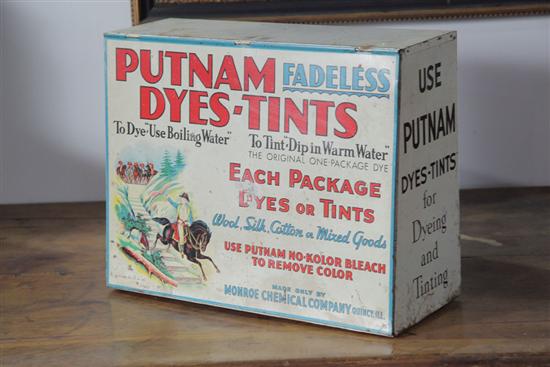 PUTNAM FADELESS
DYES-TINTS
To Dye "Use Boiling Water"
To Tint "Dip in Warm Water"
THE ORIGINAL ONE-PACKAGE DYE
EACH PACKAGE
DYES OR TINTS
Wool, Silk, Cotton or Mixed Goods
USE PUTNAM NO-KOLOR BLEACH
TO REMOVE COLOR
MADE ONLY BY
MONROE CHEMICAL COMPANY QUINCY, ILL.
USE
PUTNAM
DYES-TINTS
for
Dyeing
and
Tinting